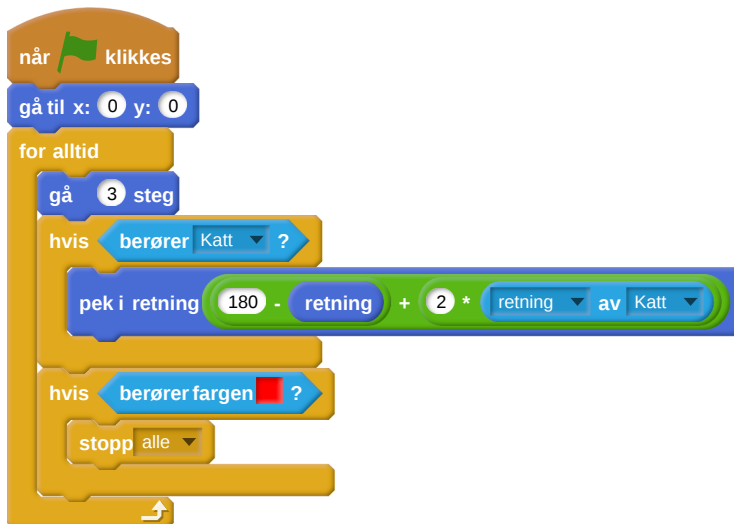 når klikkes
gå til x: 0 y: 0
for alltid
gå 3 steg
hvis berører Katt ?
pek i retning 180 - retning + 2 * retning av Katt
hvis berører fargen ?
stopp alle